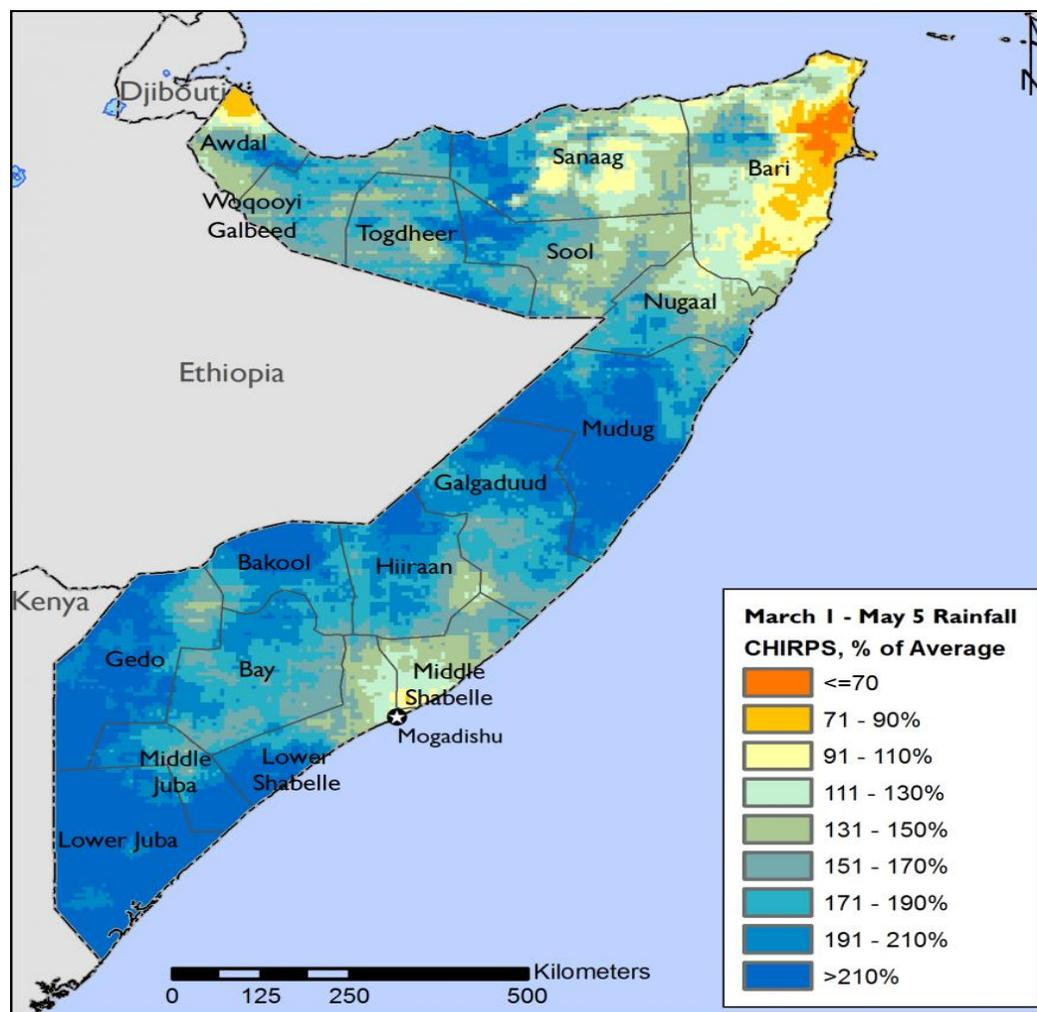 N
Djibouti
Awdal
Sanaag
Bari
Woqooyi
Galbeed
Togdheer
Sool
Nugaal
Ethiopia
Mudug
Galgaduud
Bakool
Hiiraan
Kenya
Gedo
Bay
Middle
Shabelle
Mogadishu
Middle
Juba
Lower
Shabelle
Lower Juba
Kilometers
0 125 250 500
March 1 - May 5 Rainfall
CHIRPS, % of Average
<=70
71 - 90%
91 - 110%
111 - 130%
131 - 150%
151 - 170%
171 - 190%
191 - 210%
>210%